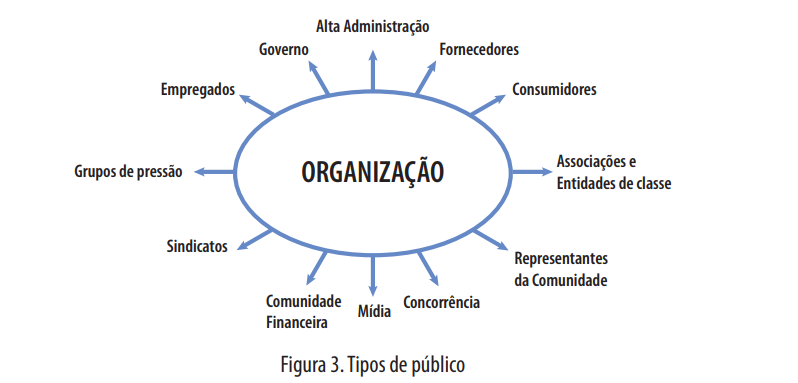 Alta Administração
Governo
Fornecedores
Empregados
Consumidores
Grupos de pressão
ORGANIZAÇÃO
Associações e
Entidades de classe
Sindicatos
Representantes
da Comunidade
Comunidade
Financeira
Mídia
Concorrência
Figura 3. Tipos de público